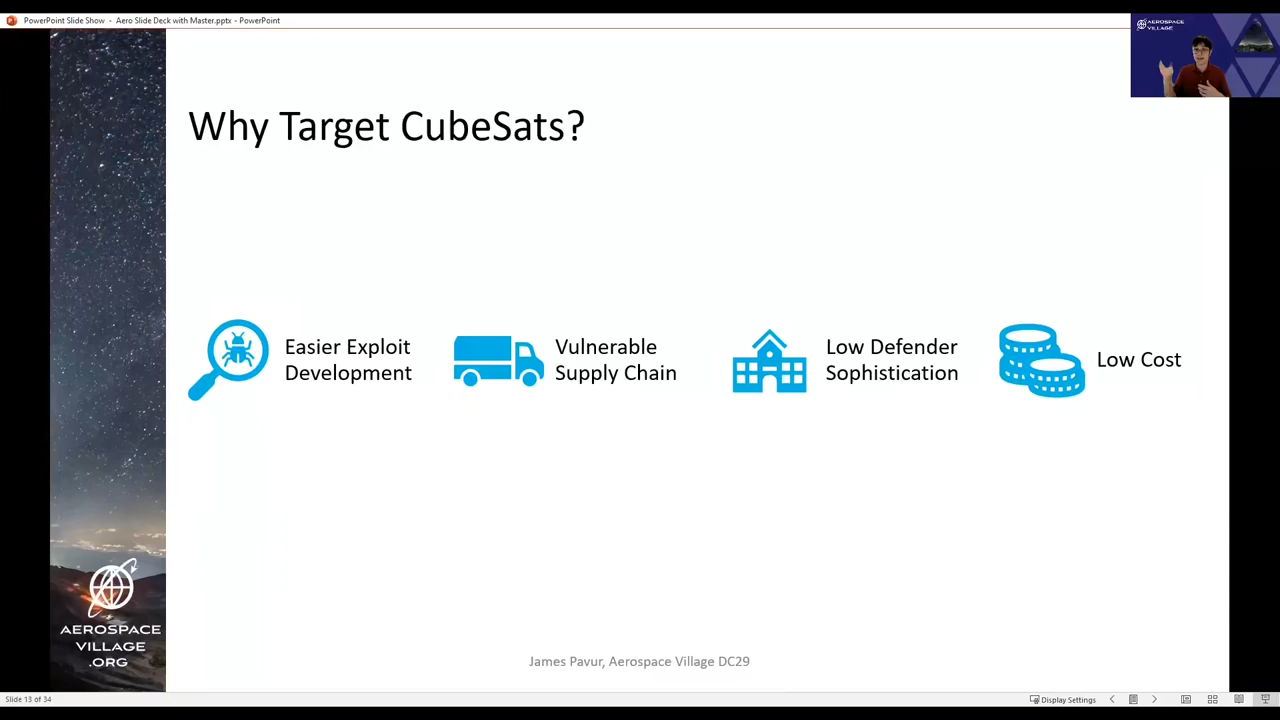 PowerPoint Slide Show - Aero Slide Deck with Master.pptx - PowerPoint
AEROSPACE
VILLAGE
Why Target CubeSats?
Easier Exploit
Development
Vulnerable
Supply Chain
Low Defender
Sophistication
Low Cost
AEROSPACE
VILLAGE
.ORG
James Pavur, Aerospace Village DC29
Slide 13 of 34
Display Settings